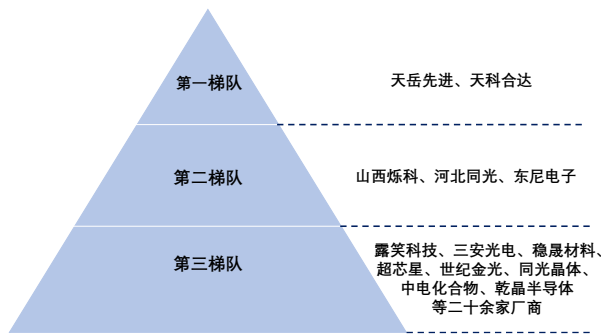 第一梯队
天岳先进、天科合达
第二梯队
山西烁科、河北同光、东尼电子
第三梯队
露笑科技、三安光电、稳晟材料、
超芯星、世纪金光、同光晶体、
中电化合物、乾晶半导体
等二十余家厂商